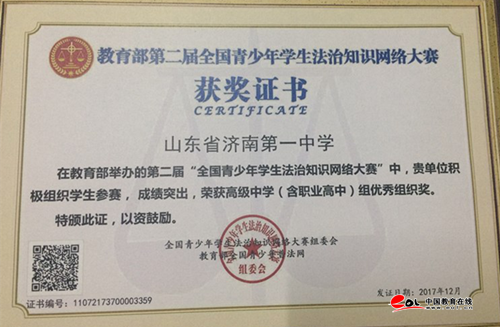 教育部第二届全国青少年学生法治知识网络大赛
获奖证书
CERTIFICATE
山东省济南第一中学
在教育部举办的第二届“全国青少年学生法治知识网络大赛”中，贵单位积
极组织学生参赛，成绩突出，荣获高级中学（含职业高中）组优秀组织奖。
特颁此证，以资鼓励。
全国青少年学生法治知识网络大赛组委会
教育部全国青少年普法网
组委会
发证日期：2017年12月
证书编号：11072173700003359
中国教育在线